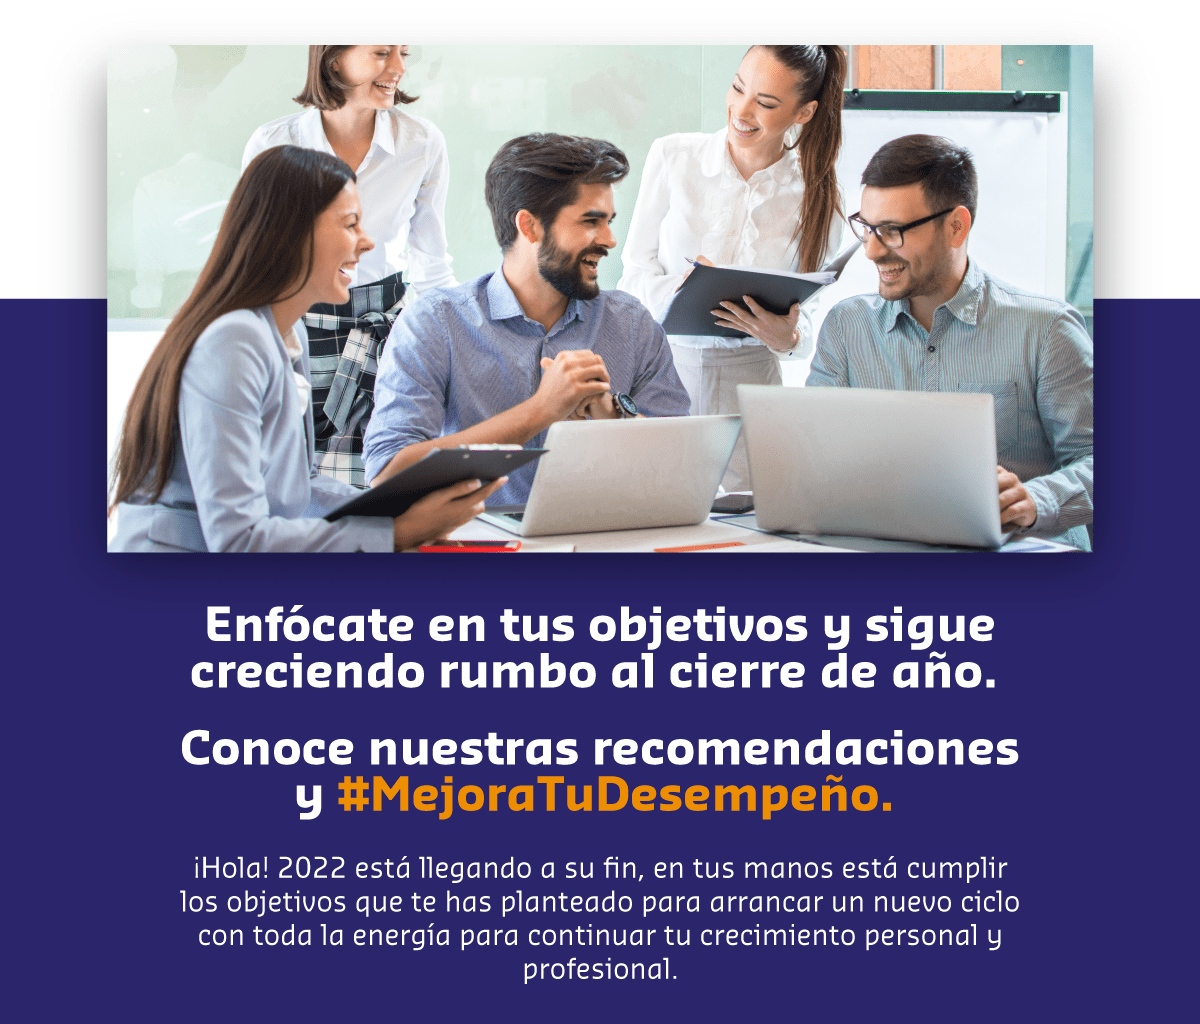 Enfócate en tus objetivos y sigue
creciendo rumbo al cierre de año.
Conoce nuestras recomendaciones
y #MejoraTuDesempeño.
¡Hola! 2022 está llegando a su fin, en tus manos está cumplir
los objetivos que te has planteado para arrancar un nuevo ciclo
con toda la energía para continuar tu crecimiento personal y
profesional.